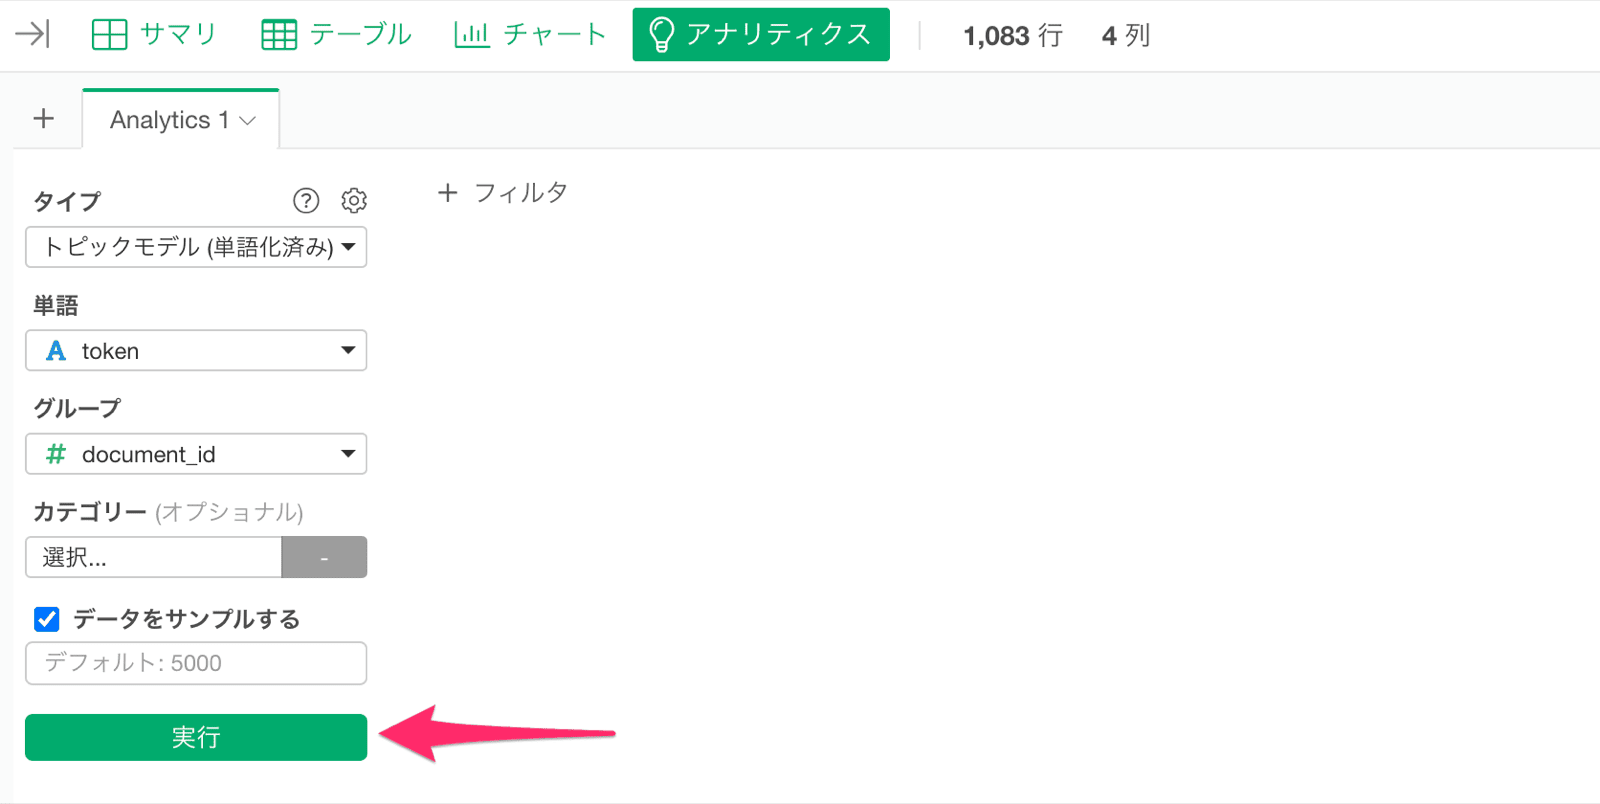 サマリ テーブル チャート アナリティクス 1,083 行 4 列
+ Analytics 1
タイプ ?
+ フィルタ
トピックモデル (単語化済み)
単語
A token
グループ
# document_id
カテゴリー (オプショナル)
選択... -
データをサンプルする
デフォルト: 5000
実行